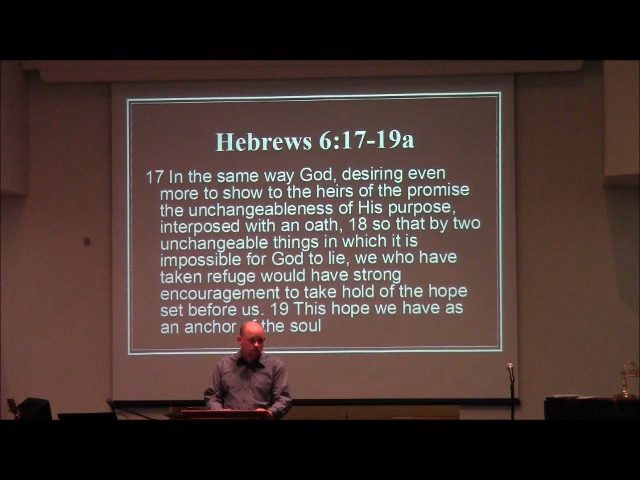 Hebrews 6:17-19a
17 In the same way God, desiring even
more to show to the heirs of the promise
the unchangeableness of His purpose,
interposed with an oath, 18 so that by two
unchangeable things in which it is
impossible for God to lie, we who have
taken refuge would have strong
encouragement to take hold of the hope
set before us. 19 This hope we have as
an anchor of the soul